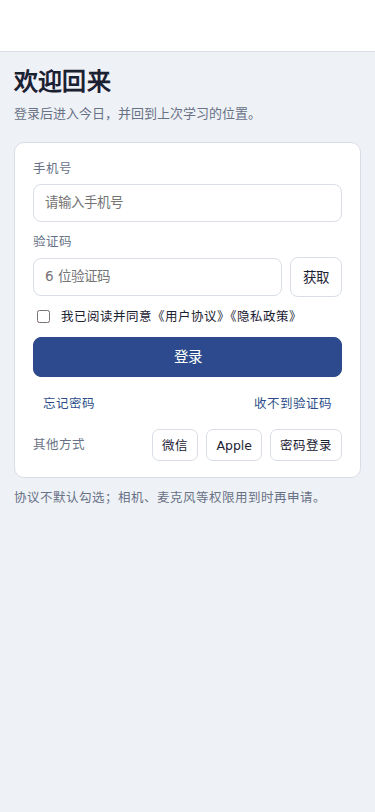 欢迎回来
登录后进入今日，并回到上次学习的位置。
手机号
请输入手机号
验证码
6 位验证码
获取
我已阅读并同意《用户协议》《隐私政策》
登录
忘记密码
收不到验证码
其他方式
微信
Apple
密码登录
协议不默认勾选；相机、麦克风等权限用到时再申请。